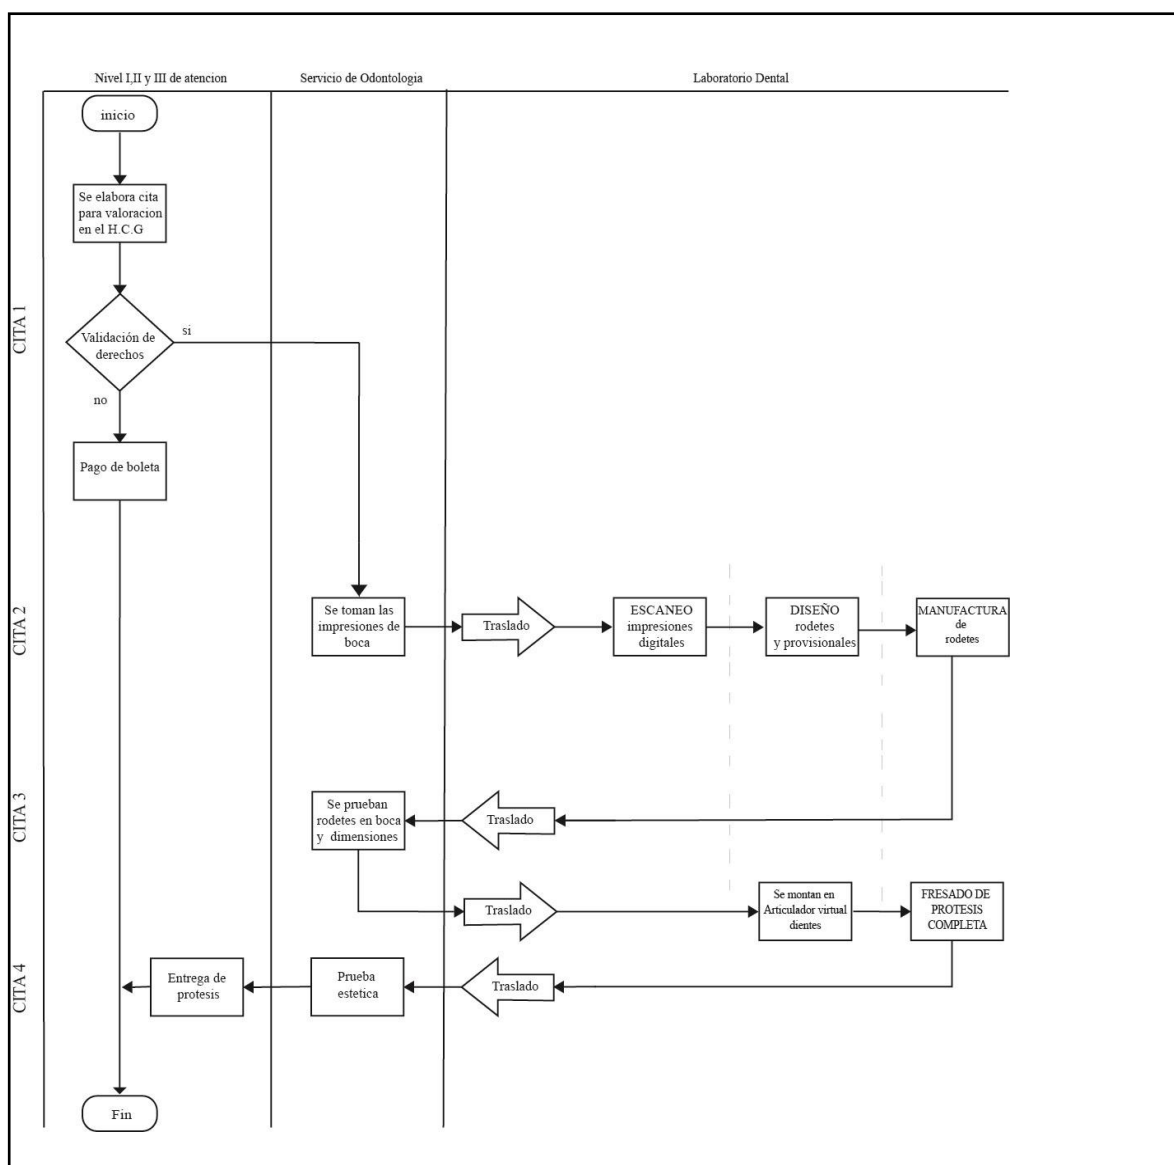 Nivel I,II y III de atencion
Servicio de Odontologia
Laboratorio Dental
inicio
Se elabora cita
para valoracion
en el H.C.G
CITA 1
Validación de
derechos
si
no
Pago de boleta
CITA 2
Se toman las
impresiones de
boca
Traslado
ESCANEO
impresiones
digitales
DISEÑO
rodetes
y provisionales
MANUFACTURA
de
rodetes
CITA 3
Se prueban
rodetes en boca
y dimensiones
Traslado
Traslado
Se montan en
Articulador virtual
dientes
FRESADO DE
PROTESIS
COMPLETA
CITA 4
Entrega de
protesis
Prueba
estetica
Traslado
Fin